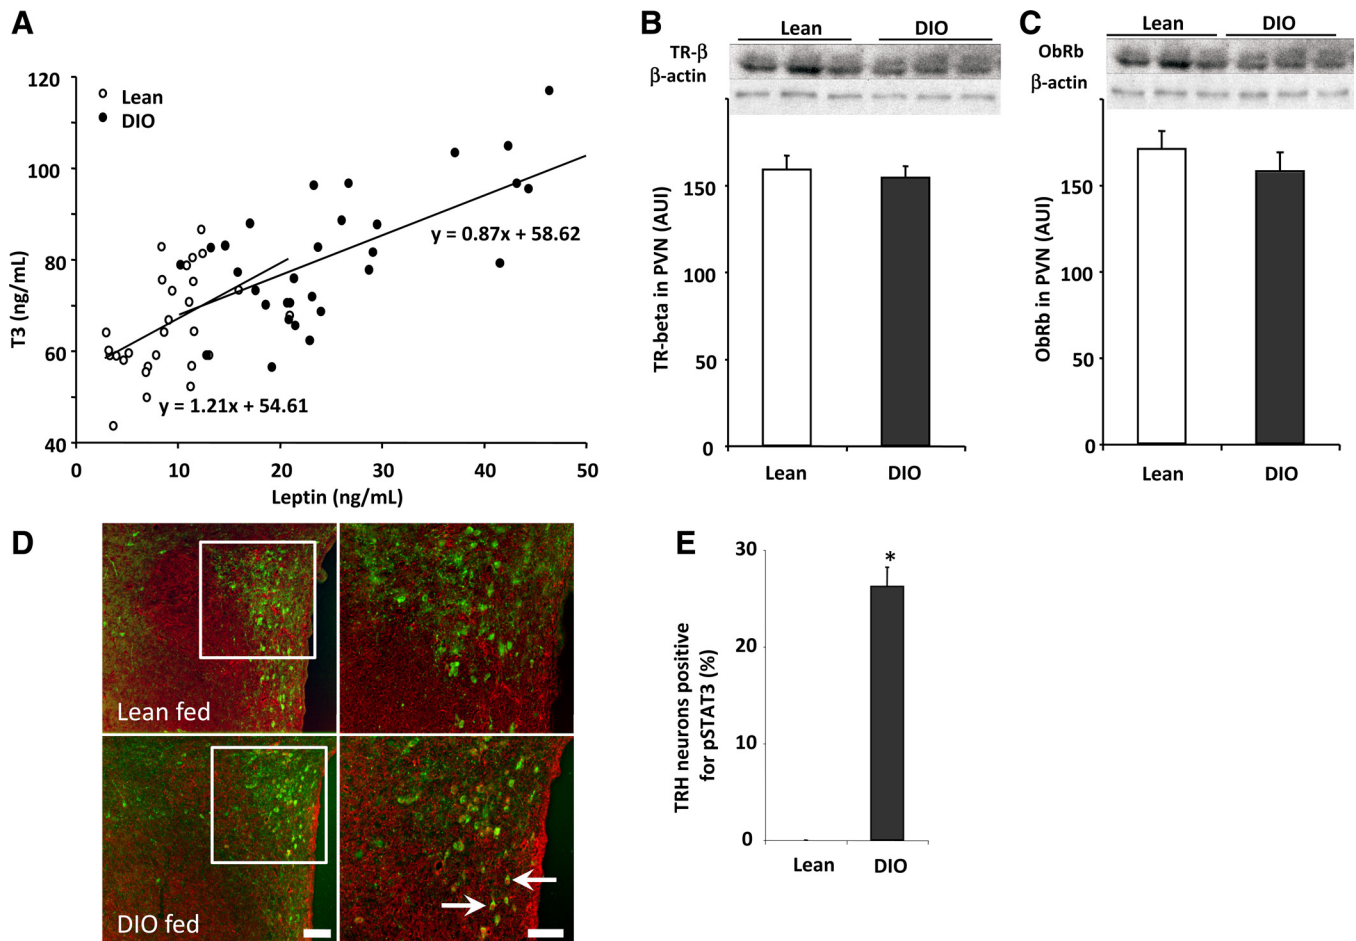 A
120
100
80
60
40
T3 (ng/mL)
Lean
DIO
y = 0.87x + 58.62
y = 1.21x + 54.61
0 10 20 30 40 50
Leptin (ng/mL)
B
Lean DIO
TR-β
β-actin
150
100
50
0
TR-beta in PVN (AUI)
Lean DIO
C
Lean DIO
ObRb
β-actin
150
100
50
0
ObRb in PVN (AUI)
Lean DIO
D
Lean fed
DIO fed
E
30
20
10
0
TRH neurons positive
for pSTAT3 (%)
*
Lean DIO